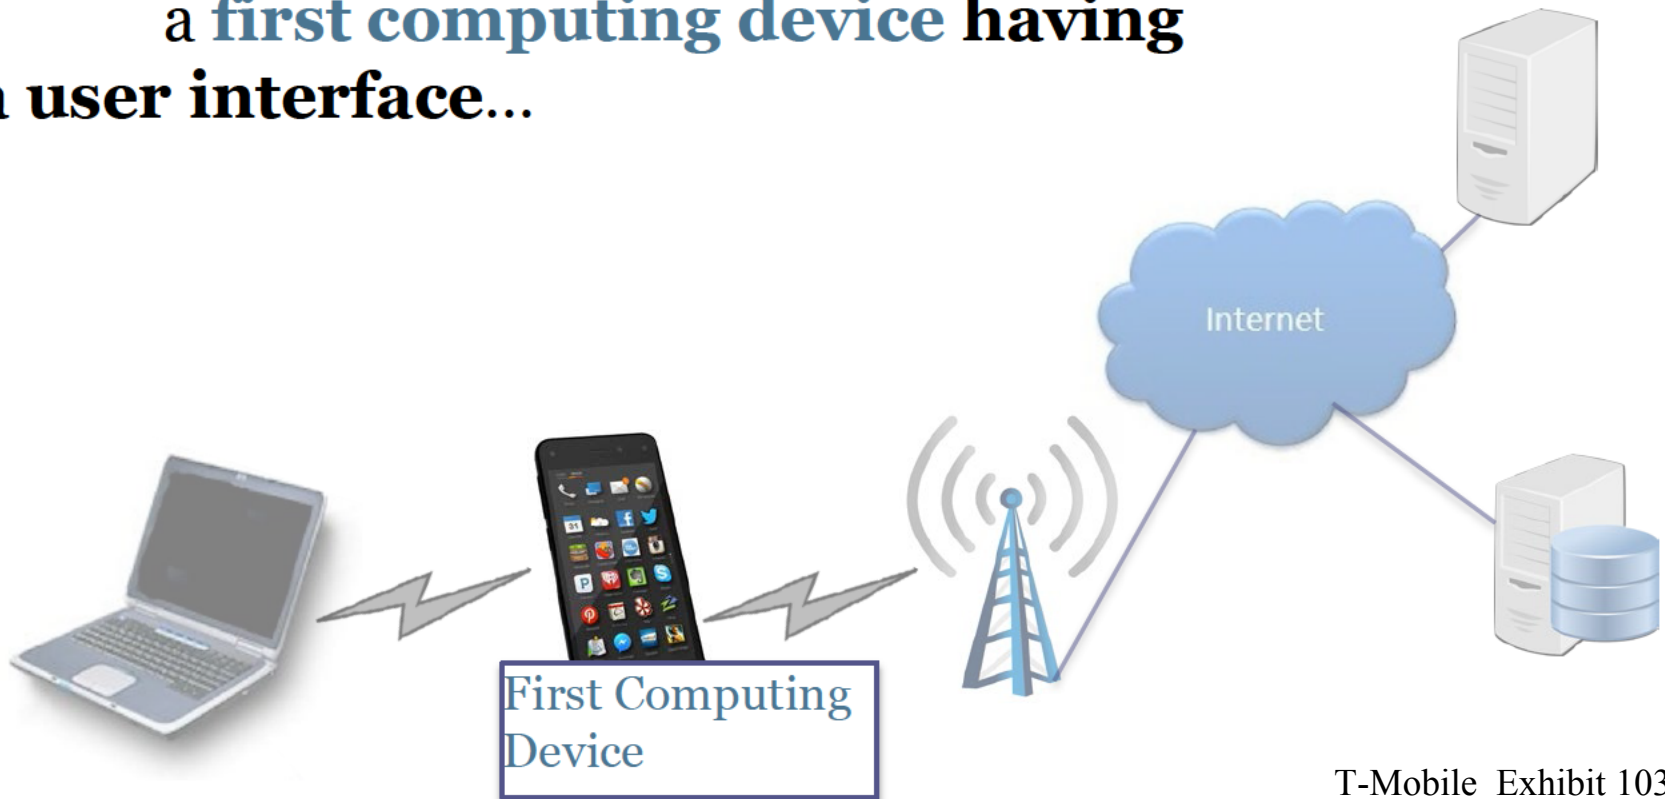 a first computing device having
a user interface...
Internet
First Computing
Device
T-Mobile Exhibit 103